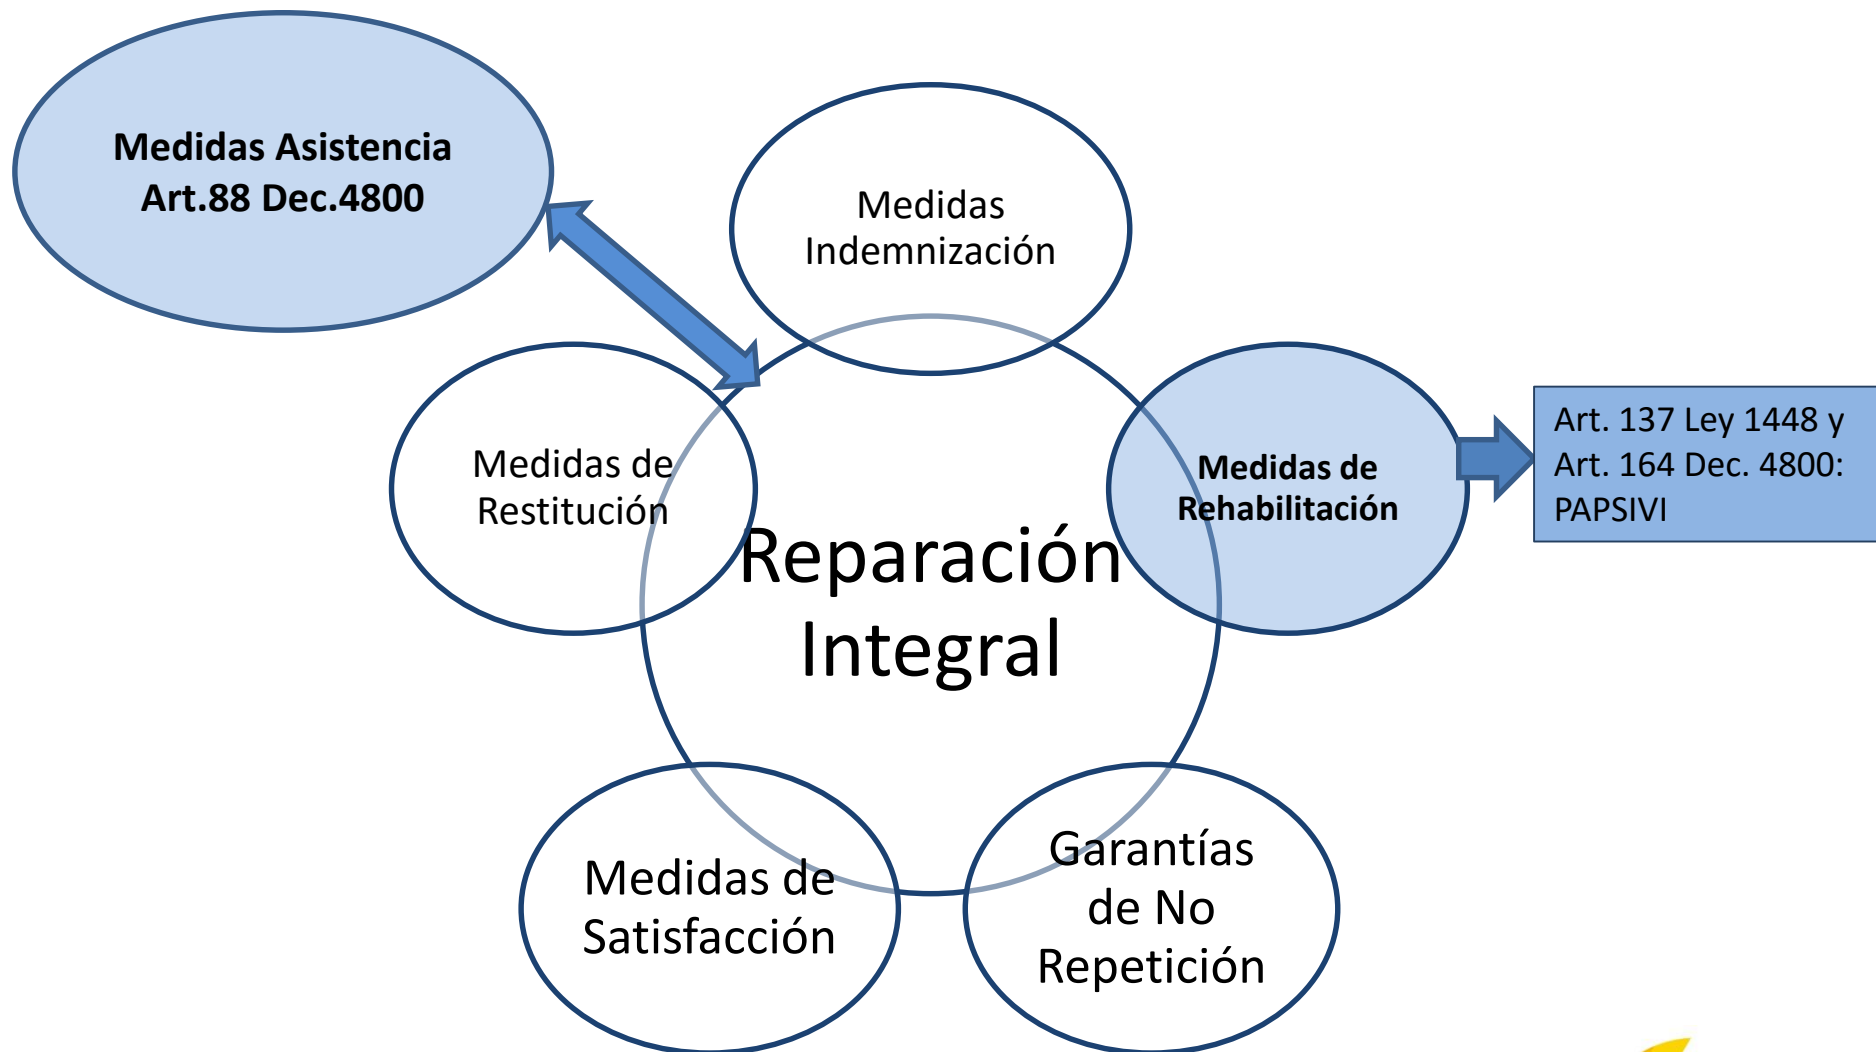 Medidas Asistencia
Art.88 Dec.4800
Medidas
Indemnización
Medidas de
Restitución
Medidas de
Rehabilitación
Art. 137 Ley 1448 y
Art. 164 Dec. 4800:
PAPSIVI
Reparación
Integral
Medidas de
Satisfacción
Garantías
de No
Repetición